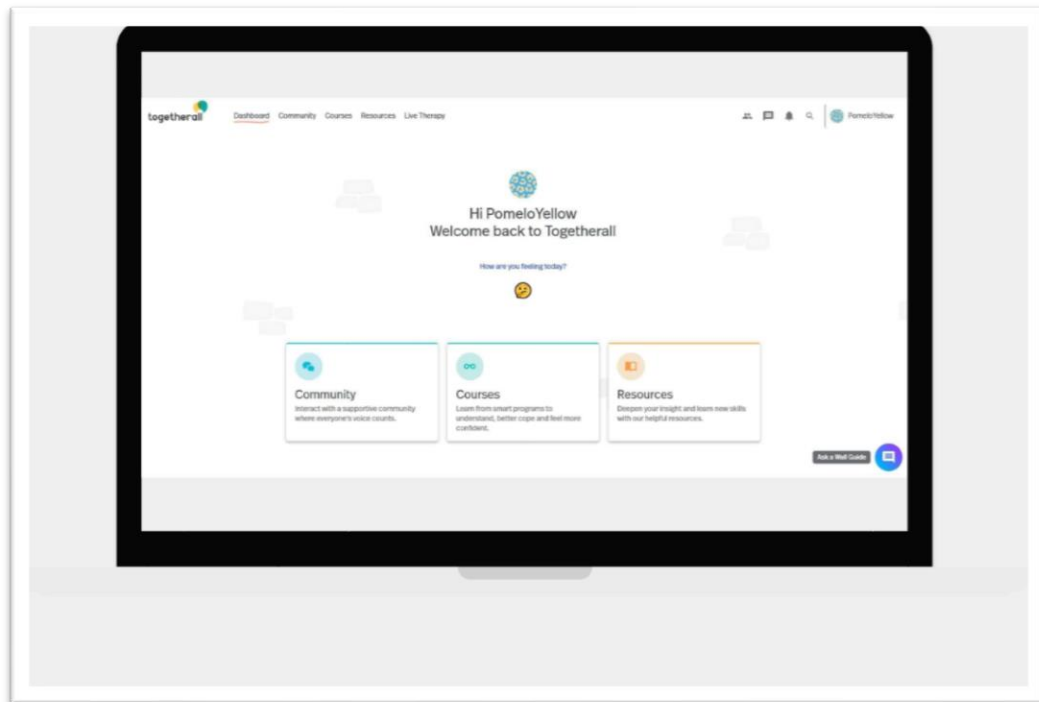 togetherall Dashboard Community Courses Resources Live Therapy PomeloYellow
Hi PomeloYellow
Welcome back to Togetherall
How are you feeling today?
Community
Interact with a supportive community
where everyone's voice counts.
Courses
Learn from smart programs to
understand, better cope and feel more
confident.
Resources
Deepen your insight and learn new skills
with our helpful resources.
Ask a Wall Guide